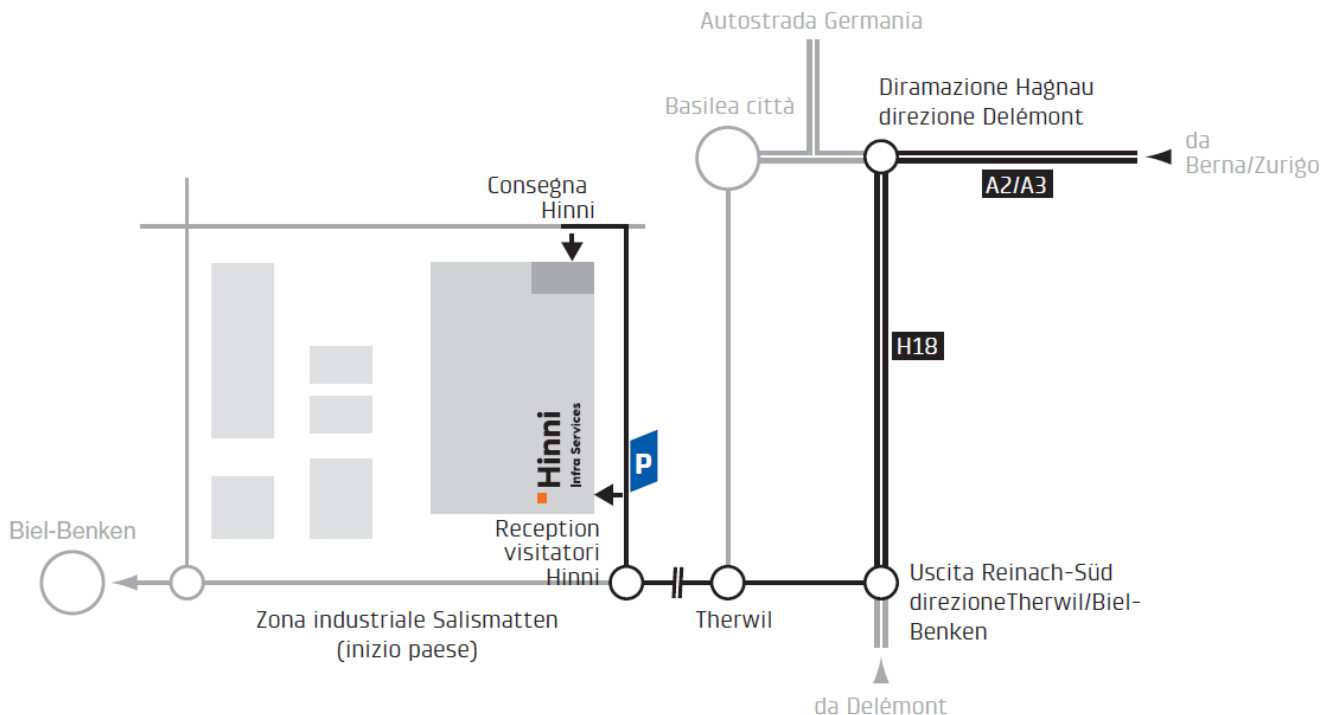 Autostrada Germania
Diramazione Hagnau
direzione Delémont
Basilea città
da
Berna/Zurigo
A2/A3
Consegna
Hinni
H18
Hinni
Infra Services
P
Reception
visitatori
Hinni
Biel-Benken
Uscita Reinach-Süd
direzioneTherwil/Biel-
Benken
Zona industriale Salismatten
(inizio paese)
Therwil
da Delémont